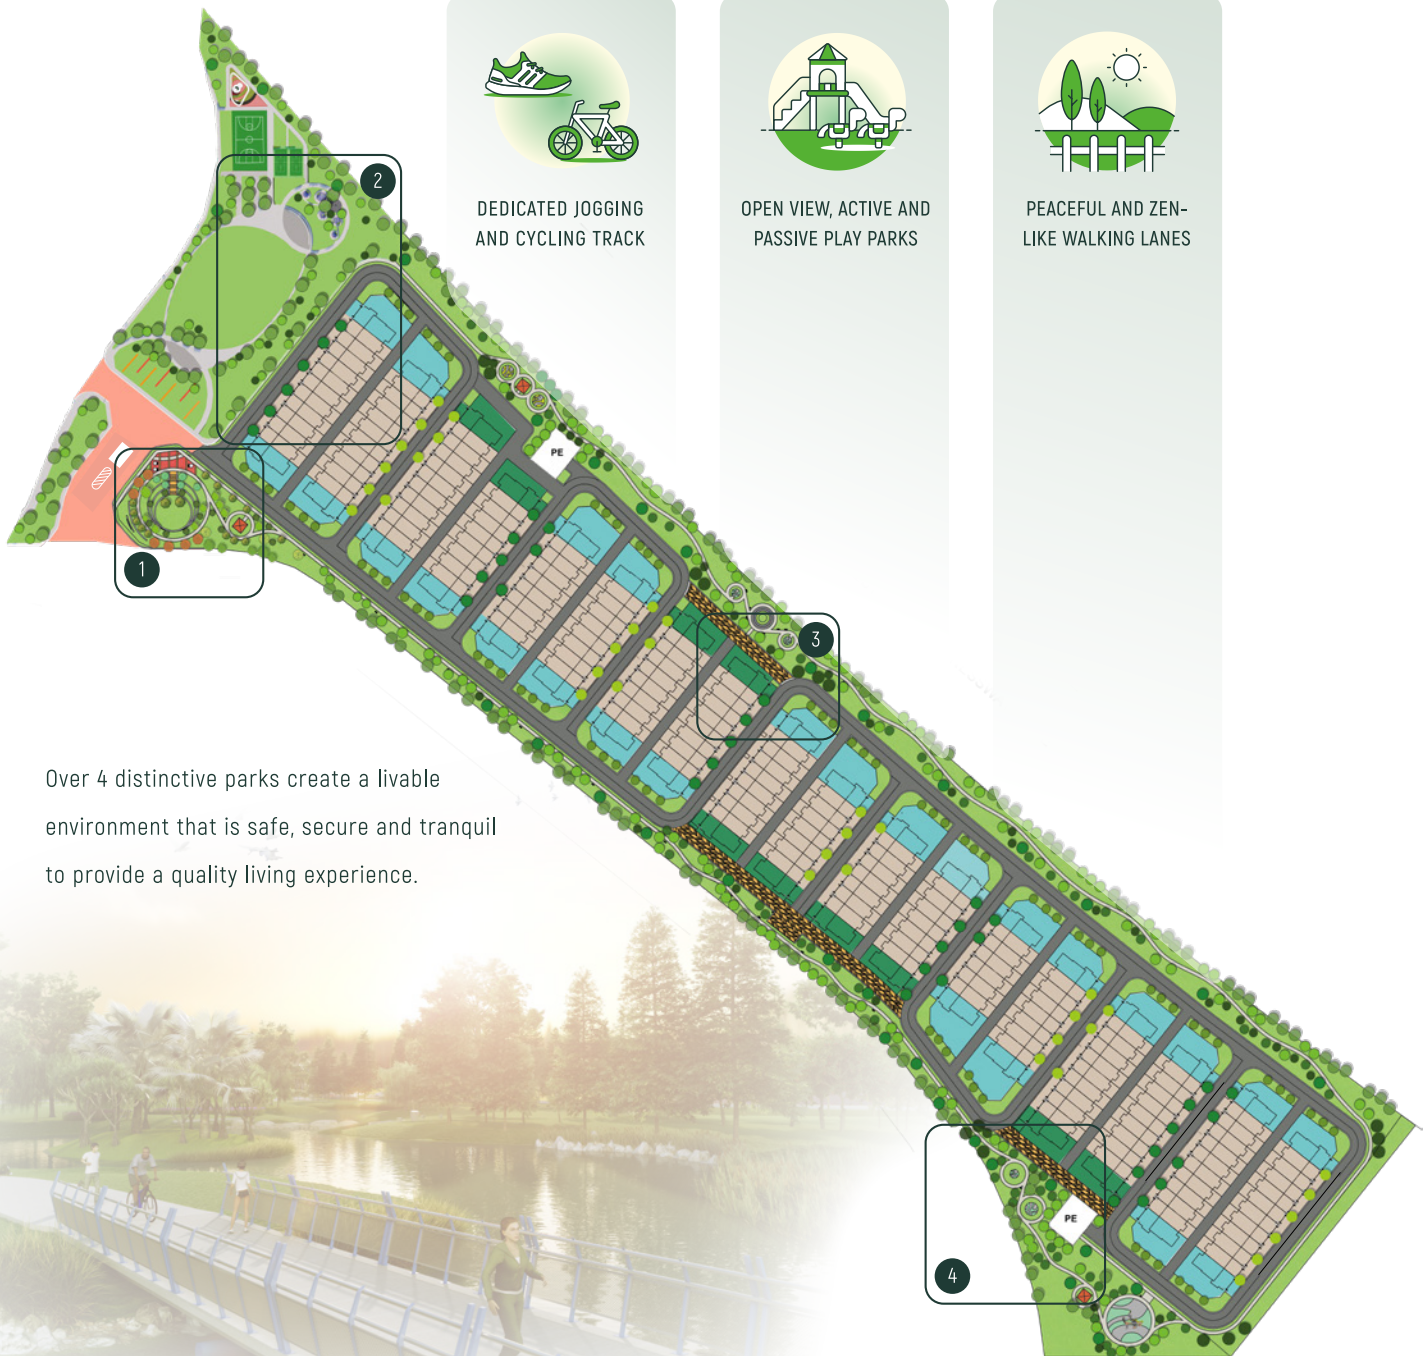 DEDICATED JOGGING
AND CYCLING TRACK
OPEN VIEW, ACTIVE AND
PASSIVE PLAY PARKS
PEACEFUL AND ZEN-
LIKE WALKING LANES
2
PE
1
3
Over 4 distinctive parks create a livable
environment that is safe, secure and tranquil
to provide a quality living experience.
PE
4